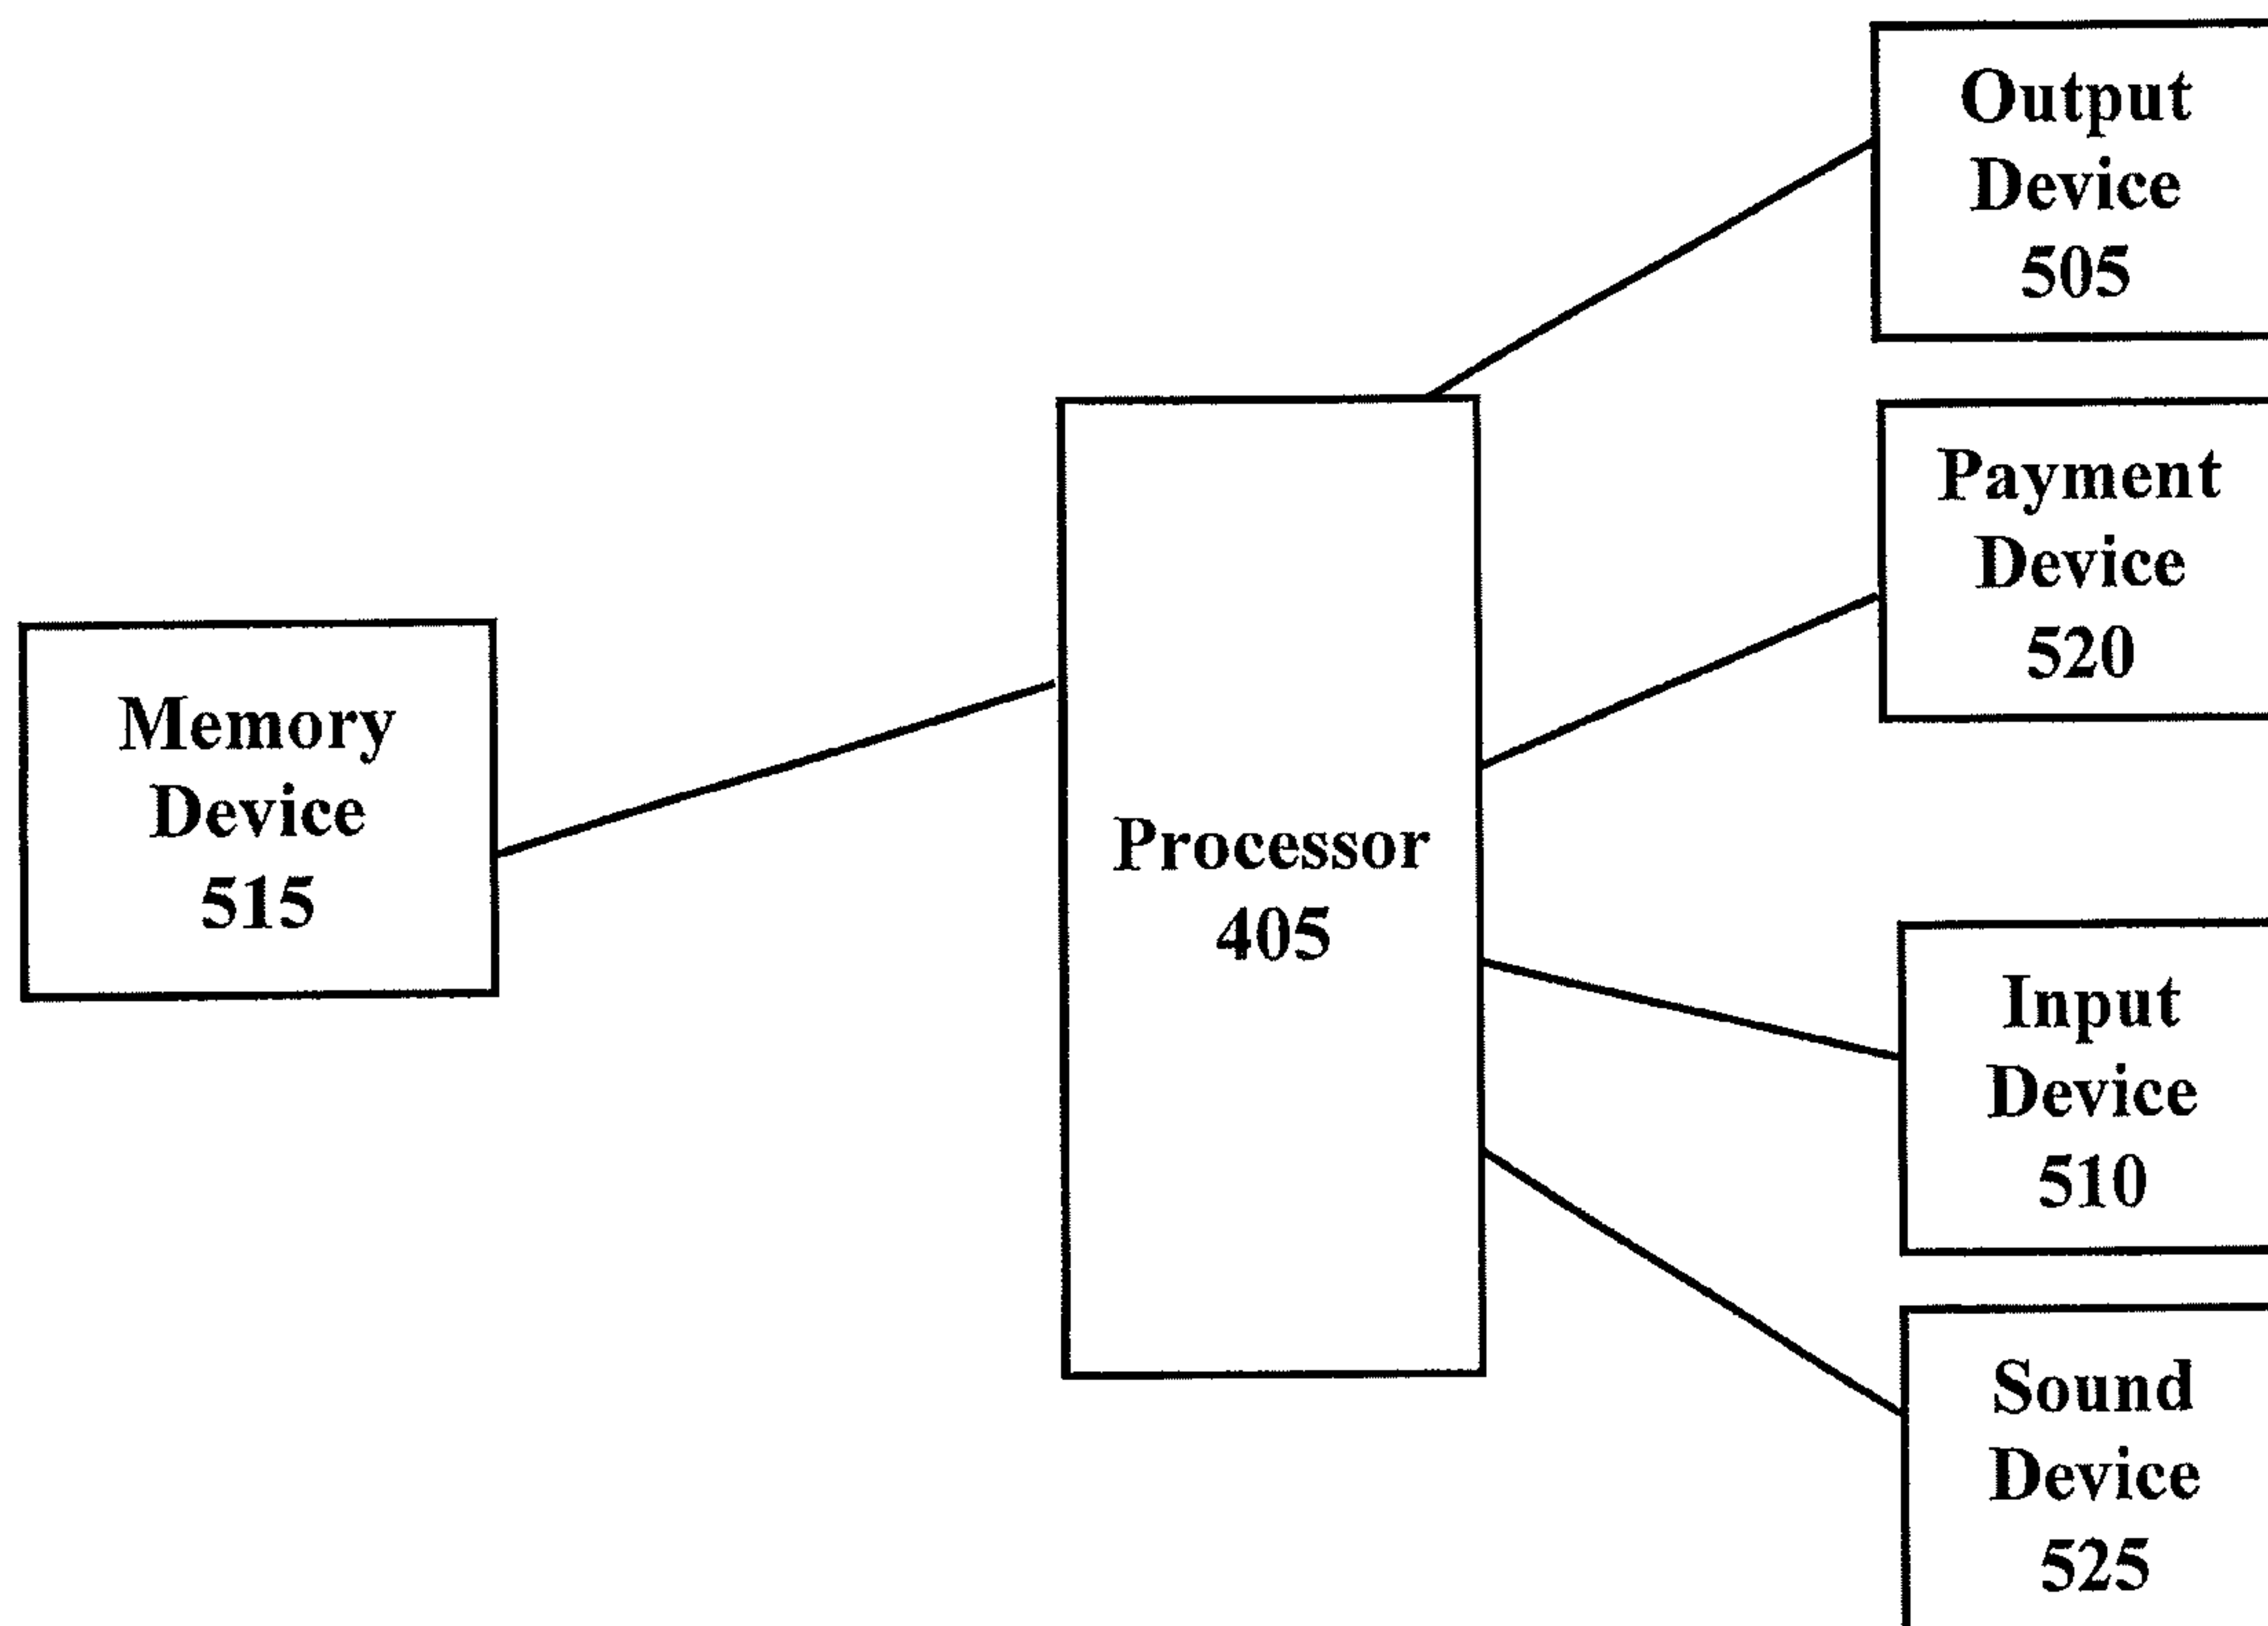 Output
Device
505
Payment
Device
520
Memory
Device
515
Processor
405
Input
Device
510
Sound
Device
525